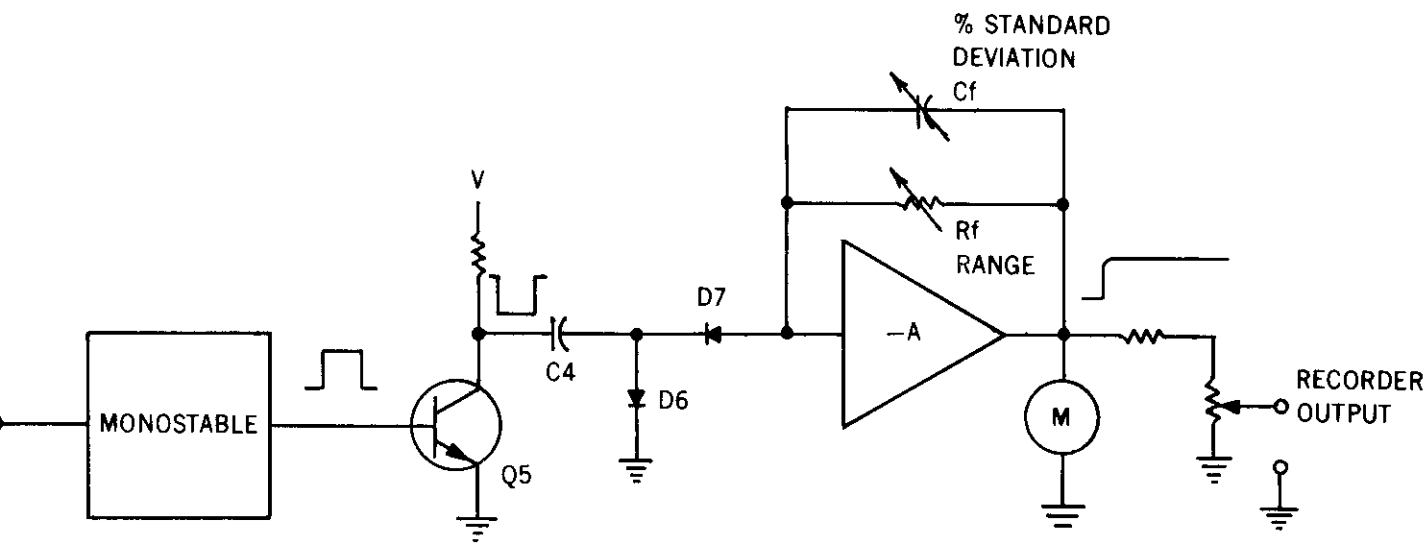 % STANDARD
DEVIATION
Cf
V
Rf
RANGE
D7
C4
D6
-A
MONOSTABLE
Q5
M
RECORDER
OUTPUT